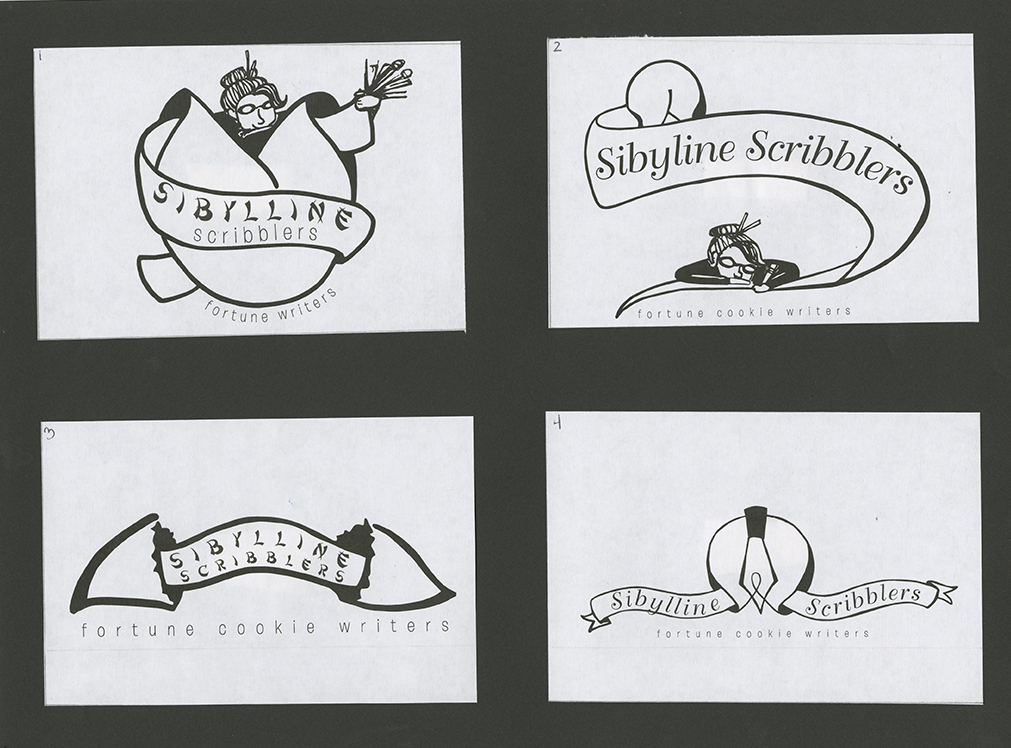 1
SIBYLLINE
scribblers
fortune writers
2
Sibyline Scribblers
fortune cookie writers
3
SIBYLLINE
SCRIBBLERS
fortune cookie writers
4
Sibylline Scribblers
fortune cookie writers